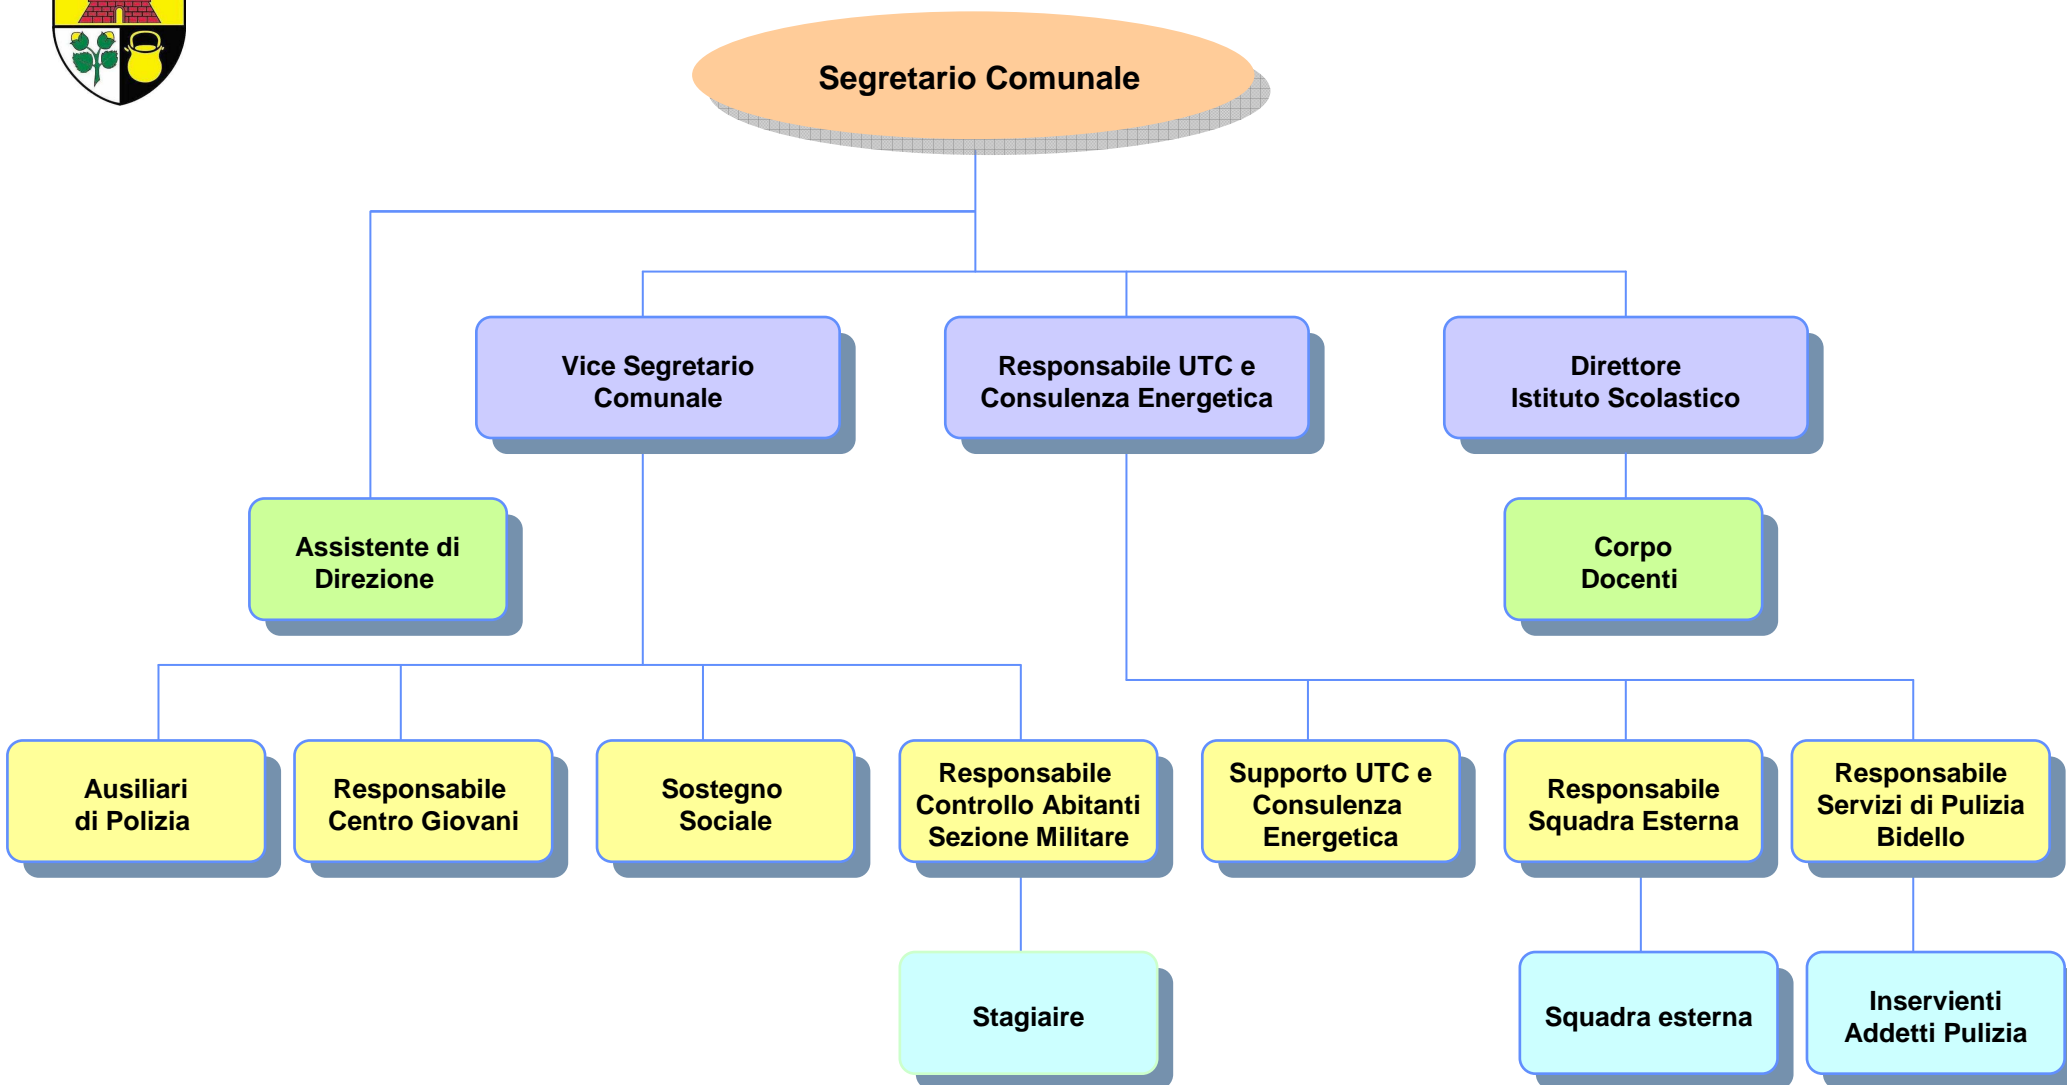 Segretario Comunale
Vice Segretario
Comunale
Responsabile UTC e
Consulenza Energetica
Direttore
Istituto Scolastico
Assistente di
Direzione
Corpo
Docenti
Ausiliari
di Polizia
Responsabile
Centro Giovani
Sostegno
Sociale
Responsabile
Controllo Abitanti
Sezione Militare
Supporto UTC e
Consulenza
Energetica
Responsabile
Squadra Esterna
Responsabile
Servizi di Pulizia
Bidello
Stagiaire
Squadra esterna
Inservienti
Addetti Pulizia